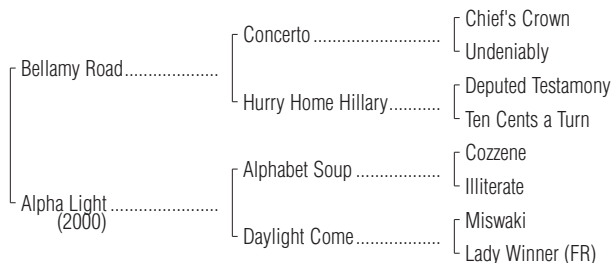 Chief's Crown
Concerto
Undeniably
Bellamy Road
Deputed Testamony
Hurry Home Hillary
Ten Cents a Turn
Cozzene
Alphabet Soup
Illiterate
Alpha Light
(2000)
Miswaki
Daylight Come
Lady Winner (FR)